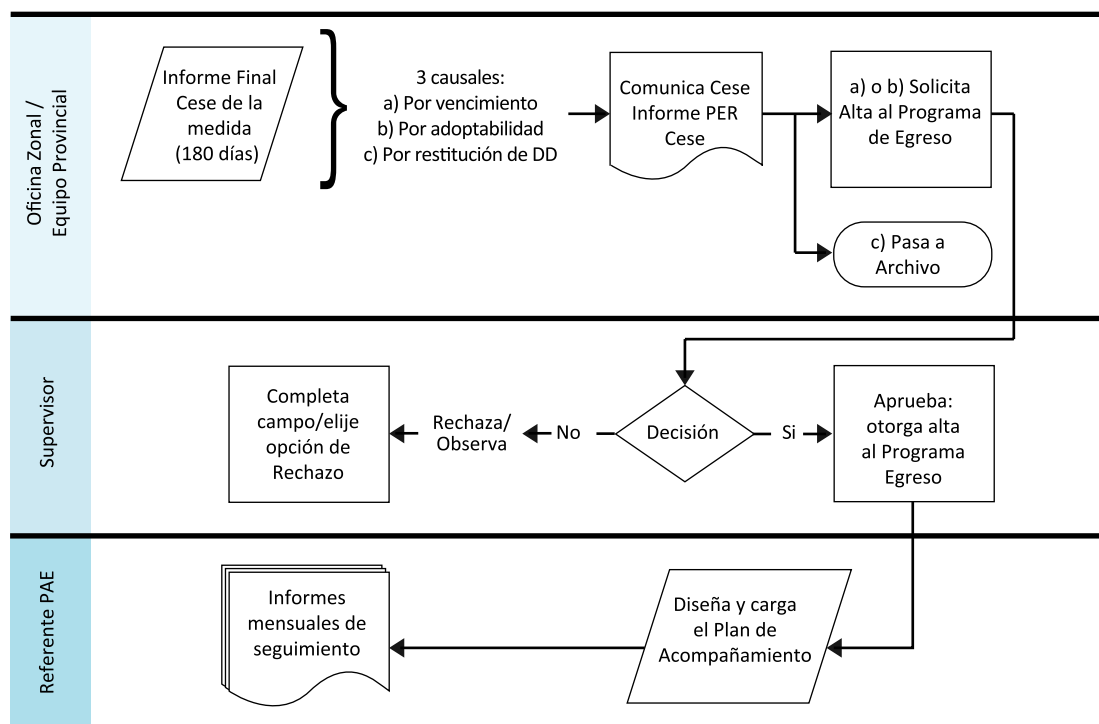 Oficina Zonal /
Equipo Provincial
Informe Final
Cese de la
medida
(180 días)
3 causales:
a) Por vencimiento
b) Por adoptabilidad
c) Por restitución de DD
Comunica Cese
Informe PER
Cese
a) o b) Solicita
Alta al Programa
de Egreso
c) Pasa a
Archivo
Supervisor
Completa
campo/elije
opción de
Rechazo
Rechaza/
Observa
No
Decisión
Si
Aprueba:
otorga alta
al Programa
Egreso
Referente PAE
Informes
mensuales de
seguimiento
Diseña y carga
el Plan de
Acompañamiento